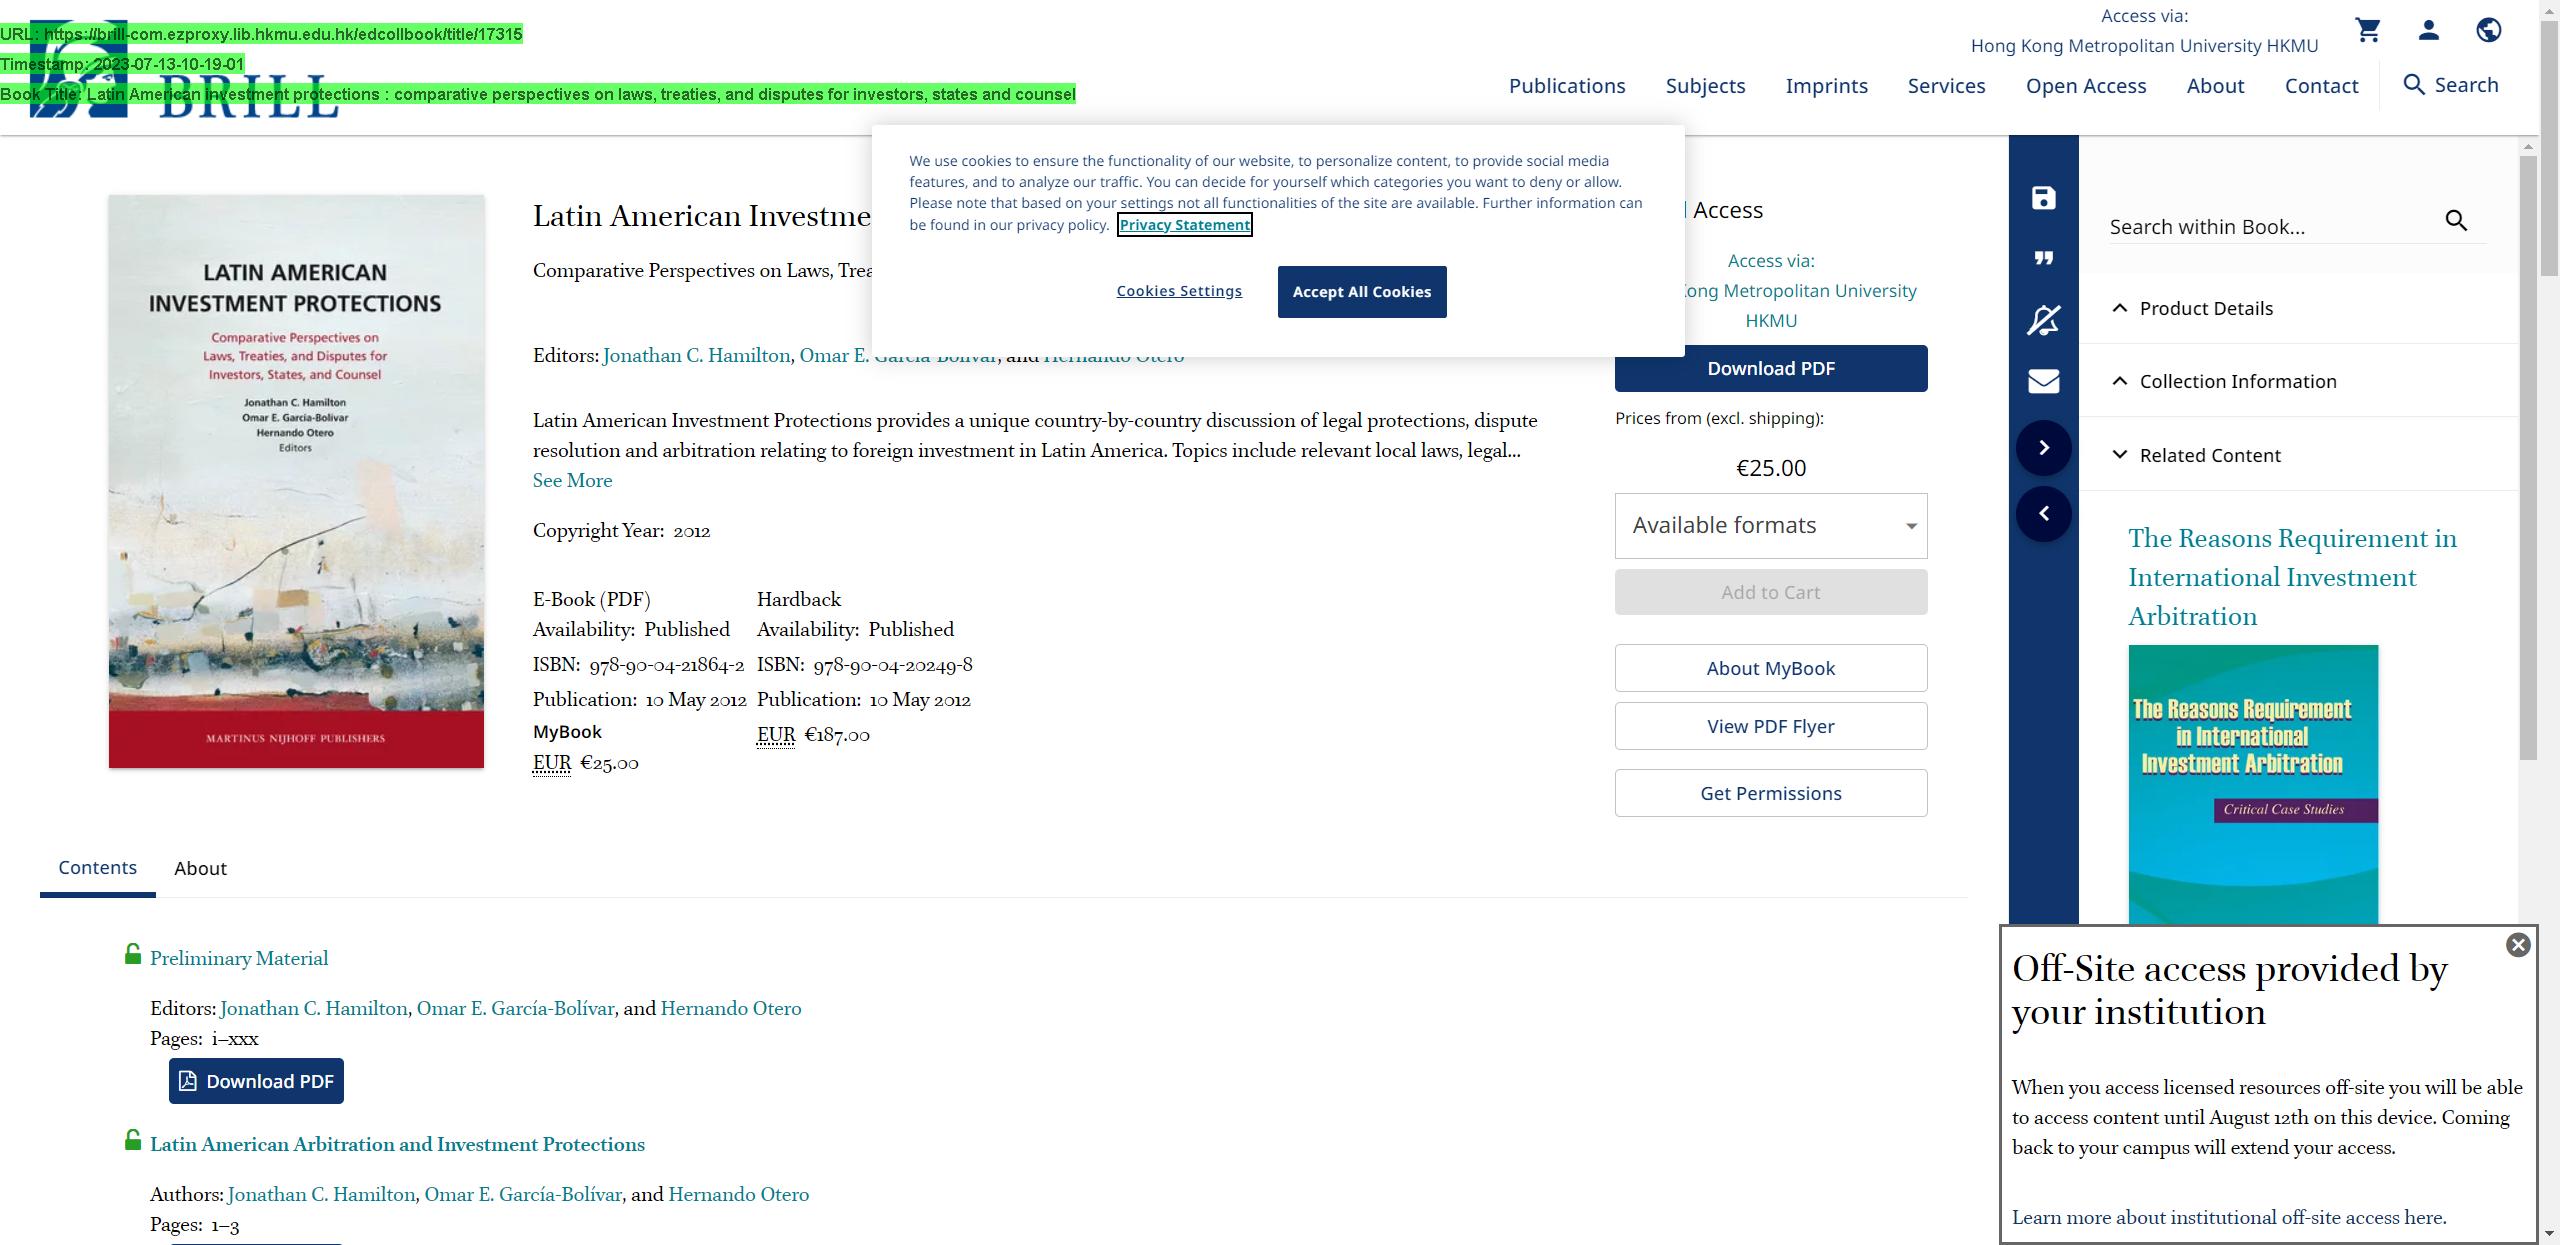 URL: https://brill-com.ezproxy.lib.hkmu.edu.hk/edcollbook/title/17315
Timestamp: 2023-07-13-10-19-01
Book Title: Latin American investment protections : comparative perspectives on laws, treaties, and disputes for investors, states and counsel
BRILL
Access via:
Hong Kong Metropolitan University HKMU
Publications Subjects Imprints Services Open Access About Contact Search
We use cookies to ensure the functionality of our website, to personalize content, to provide social media
features, and to analyze our traffic. You can decide for yourself which categories you want to deny or allow.
Please note that based on your settings not all functionalities of the site are available. Further information can
be found in our privacy policy. Privacy Statement
Cookies Settings Accept All Cookies
LATIN AMERICAN
INVESTMENT PROTECTIONS
Comparative Perspectives on
Laws, Treaties, and Disputes for
Investors, States, and Counsel
Jonathan C. Hamilton
Omar E. García-Bolívar
Hernando Otero
Editors
MARTINUS NIJHOFF PUBLISHERS
Latin American Investme
Comparative Perspectives on Laws, Trea
Editors: Jonathan C. Hamilton, Omar E. García-Bolívar, and Hernando Otero
Latin American Investment Protections provides a unique country-by-country discussion of legal protections, dispute
resolution and arbitration relating to foreign investment in Latin America. Topics include relevant local laws, legal...
See More
Copyright Year: 2012
E-Book (PDF)
Availability: Published
ISBN: 978-90-04-21864-2
Publication: 10 May 2012
MyBook
EUR €25.00
Hardback
Availability: Published
ISBN: 978-90-04-20249-8
Publication: 10 May 2012
EUR €187.00
Access
Access via:
ong Metropolitan University
HKMU
Download PDF
Prices from (excl. shipping):
€25.00
Available formats
Add to Cart
About MyBook
View PDF Flyer
Get Permissions
Search within Book...
Product Details
Collection Information
Related Content
The Reasons Requirement in
International Investment
Arbitration
The Reasons Requirement
in International
Investment Arbitration
Critical Case Studies
Contents About
Preliminary Material
Editors: Jonathan C. Hamilton, Omar E. García-Bolívar, and Hernando Otero
Pages: i–xxx
Download PDF
Latin American Arbitration and Investment Protections
Authors: Jonathan C. Hamilton, Omar E. García-Bolívar, and Hernando Otero
Pages: 1–3
Off-Site access provided by
your institution
When you access licensed resources off-site you will be able
to access content until August 12th on this device. Coming
back to your campus will extend your access.
Learn more about institutional off-site access here.